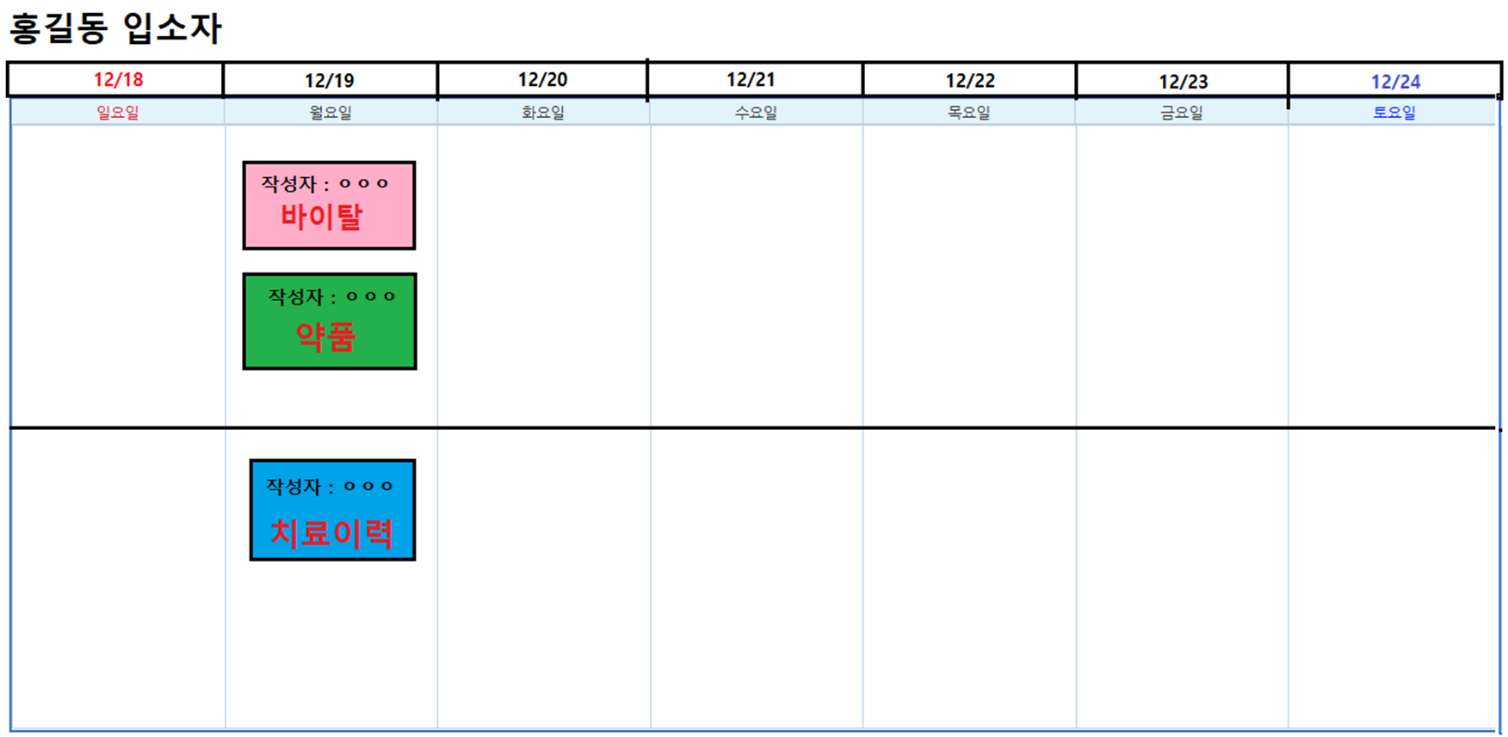 홍길동 입소자
12/18 12/19 12/20 12/21 12/22 12/23 12/24
일요일 월요일 화요일 수요일 목요일 금요일 토요일
작성자 : ㅇㅇㅇ
바이탈
작성자 : ㅇㅇㅇ
약품
작성자 : ㅇㅇㅇ
치료이력